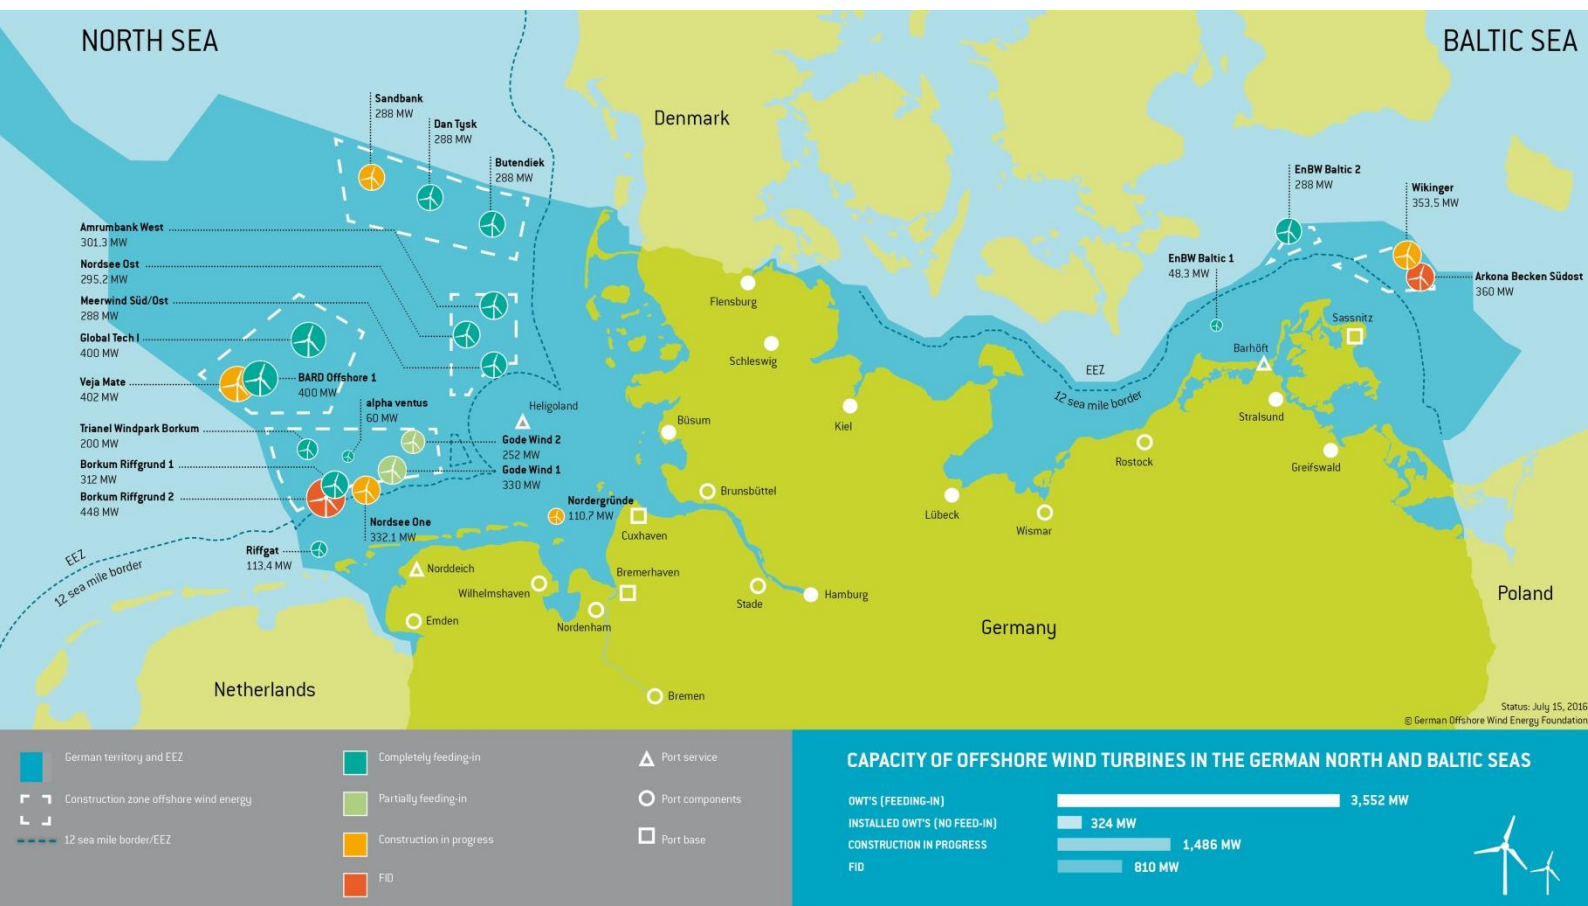 NORTH SEA
BALTIC SEA
Sandbank
288 MW
Dan Tysk
288 MW
Butendiek
288 MW
Denmark
EnBW Baltic 2
288 MW
Wikinger
353,5 MW
Amrumbank West
301.3 MW
Nordsee Ost
295.2 MW
Meerwind Süd/Ost
288 MW
Global Tech I
400 MW
Veja Mate
402 MW
BARD Offshore 1
400 MW
alpha ventus
60 MW
Trianel Windpark Borkum
200 MW
Borkum Riffgrund 1
312 MW
Borkum Riffgrund 2
448 MW
Gode Wind 2
252 MW
Gode Wind 1
330 MW
Nordsee One
332.1 MW
Riffgat
113.4 MW
Nordergründe
110.7 MW
EnBW Baltic 1
48.3 MW
Arkona Becken Südost
360 MW
EEZ
12 sea mile border
EEZ
12 sea mile border
Heligoland
Flensburg
Schleswig
Kiel
Büsum
Brunsbüttel
Cuxhaven
Bremerhaven
Norddeich
Wilhelmshaven
Emden
Nordenham
Stade
Hamburg
Bremen
Lübeck
Wismar
Rostock
Barhöft
Sassnitz
Stralsund
Greifswald
Netherlands
Germany
Poland
Status: July 15, 2016
© German Offshore Wind Energy Foundation
German territory and EEZ
Construction zone offshore wind energy
12 sea mile border/EEZ
Completely feeding-in
Partially feeding-in
Construction in progress
FID
Port service
Port components
Port base
CAPACITY OF OFFSHORE WIND TURBINES IN THE GERMAN NORTH AND BALTIC SEAS
OWT'S (FEEDING-IN) 3,552 MW
INSTALLED OWT'S (NO FEED-IN) 324 MW
CONSTRUCTION IN PROGRESS 1,486 MW
FID 810 MW